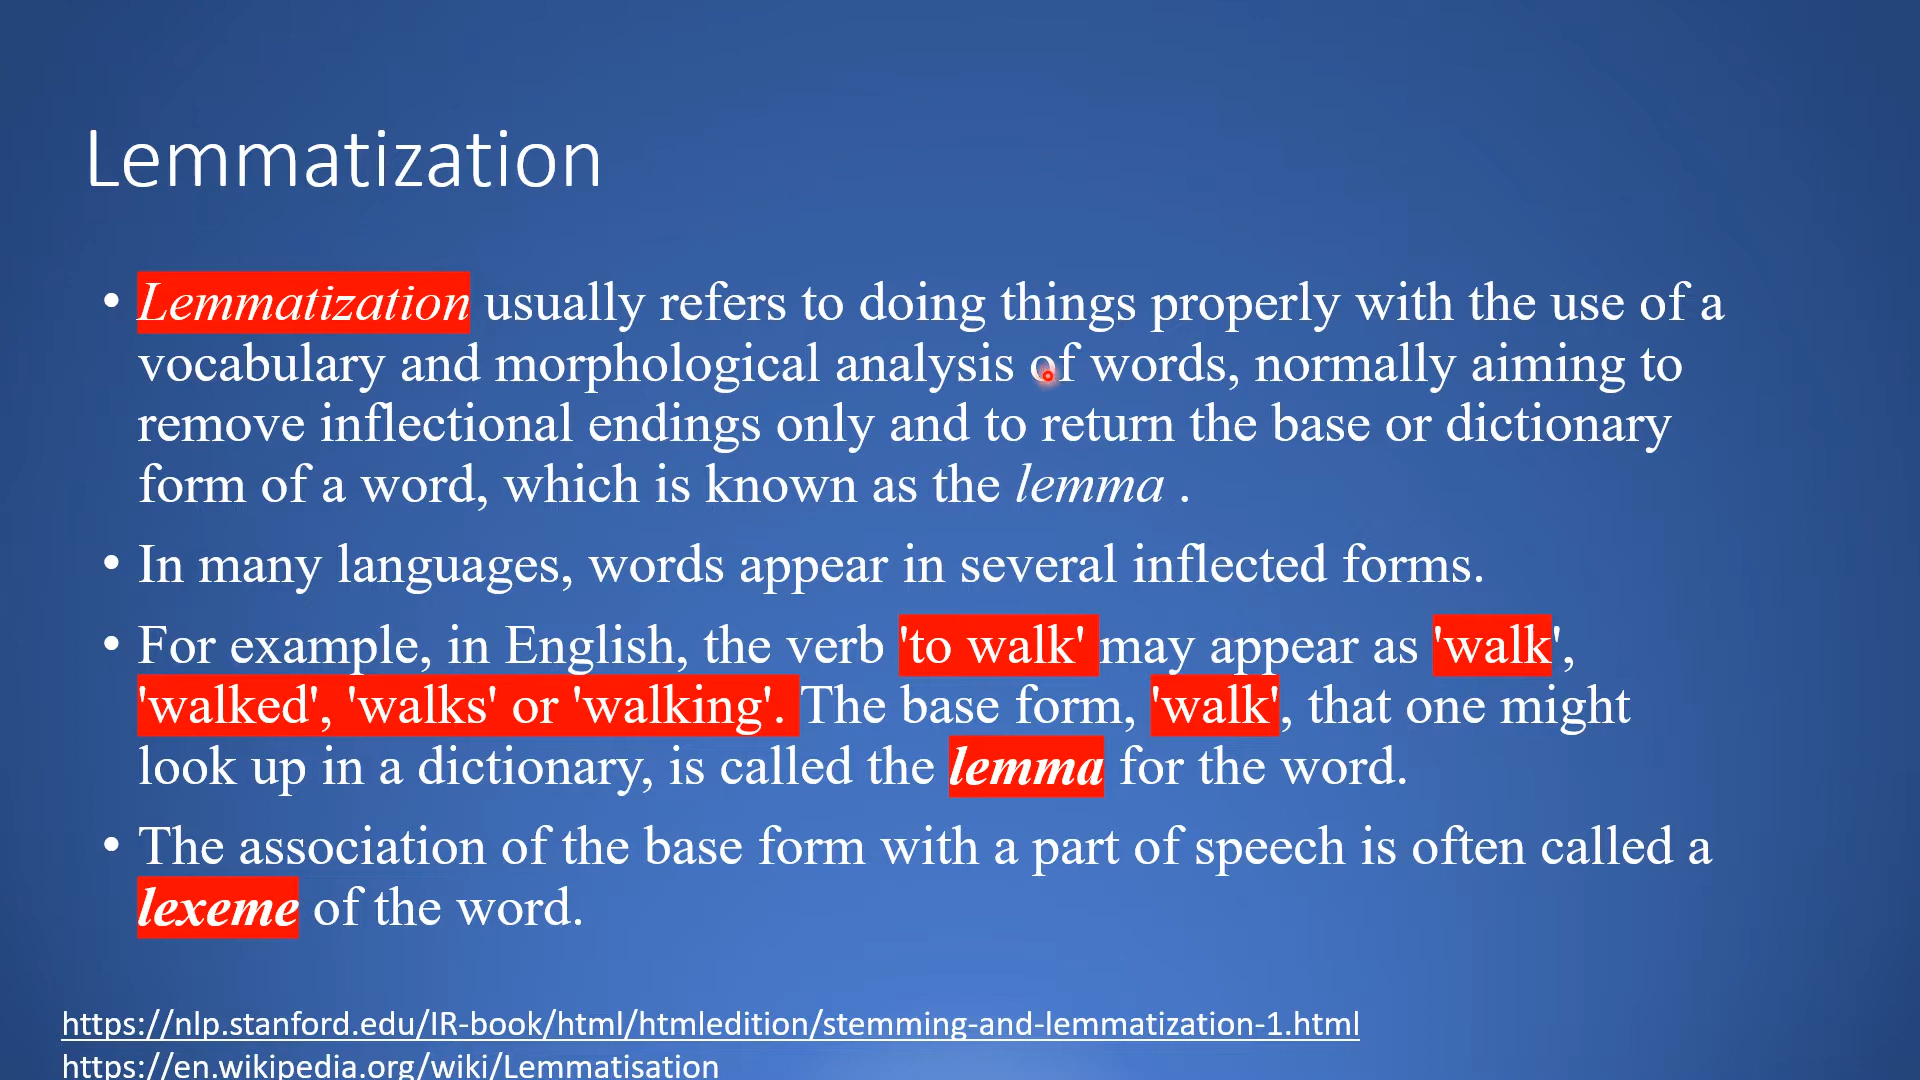 Lemmatization
• Lemmatization usually refers to doing things properly with the use of a
vocabulary and morphological analysis of words, normally aiming to
remove inflectional endings only and to return the base or dictionary
form of a word, which is known as the lemma .
• In many languages, words appear in several inflected forms.
• For example, in English, the verb 'to walk' may appear as 'walk',
'walked', 'walks' or 'walking'. The base form, 'walk', that one might
look up in a dictionary, is called the lemma for the word.
• The association of the base form with a part of speech is often called a
lexeme of the word.
https://nlp.stanford.edu/IR-book/html/htmledition/stemming-and-lemmatization-1.html
https://en.wikipedia.org/wiki/Lemmatisation